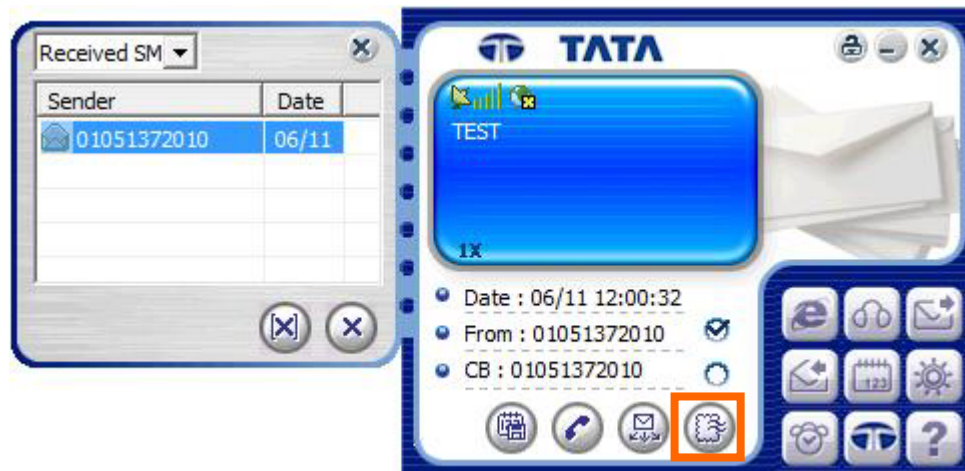 Received SM
Sender Date
01051372010 06/11
TATA
TEST
1X
Date : 06/11 12:00:32
From : 01051372010
CB : 01051372010
123
?